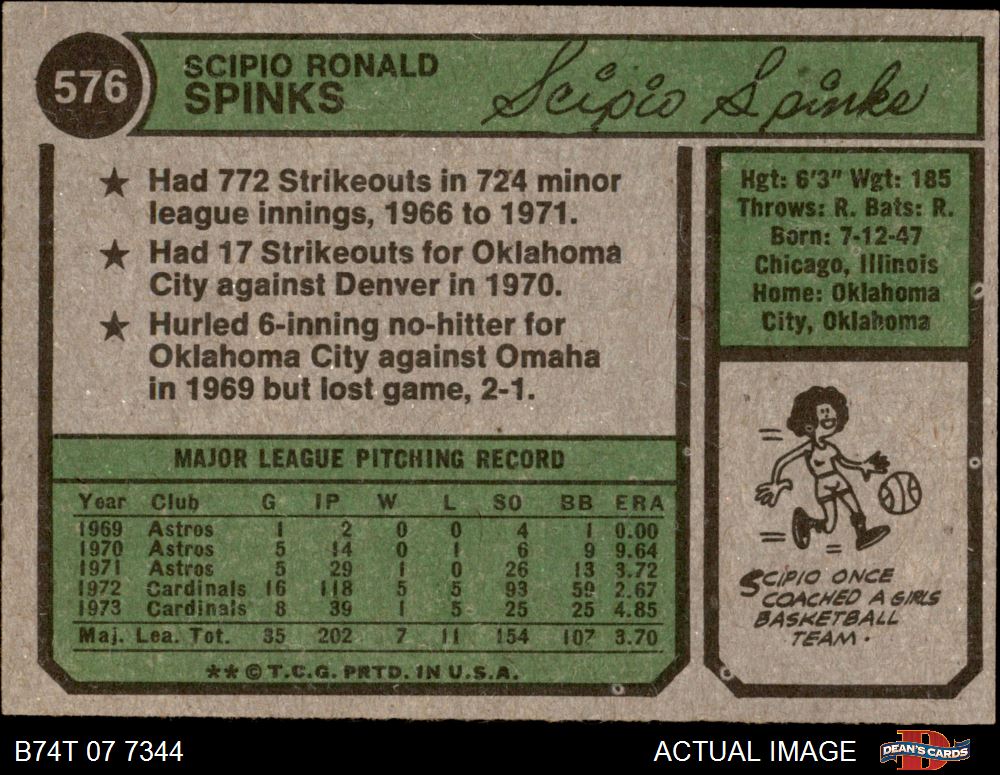 576
SCIPIO RONALD
SPINKS
Scipio Spinks
★ Had 772 Strikeouts in 724 minor
league innings, 1966 to 1971.
★ Had 17 Strikeouts for Oklahoma
City against Denver in 1970.
★ Hurled 6-inning no-hitter for
Oklahoma City against Omaha
in 1969 but lost game, 2-1.
MAJOR LEAGUE PITCHING RECORD
Year Club G IP W L SO BB ERA
1969 Astros 1 2 0 0 4 1 0.00
1970 Astros 5 14 0 1 6 9 9.64
1971 Astros 5 29 1 0 26 13 3.72
1972 Cardinals 16 118 5 5 93 59 2.67
1973 Cardinals 8 39 1 5 25 25 4.85
Maj. Lea. Tot. 35 202 7 11 154 107 3.70
** © T.C.G. PRTD. IN U.S.A.
Hgt: 6'3" Wgt: 185
Throws: R. Bats: R.
Born: 7-12-47
Chicago, Illinois
Home: Oklahoma
City, Oklahoma
SCIPIO ONCE
COACHED A GIRLS
BASKETBALL
TEAM.
B74T 07 7344
ACTUAL IMAGE
DEAN'S CARDS